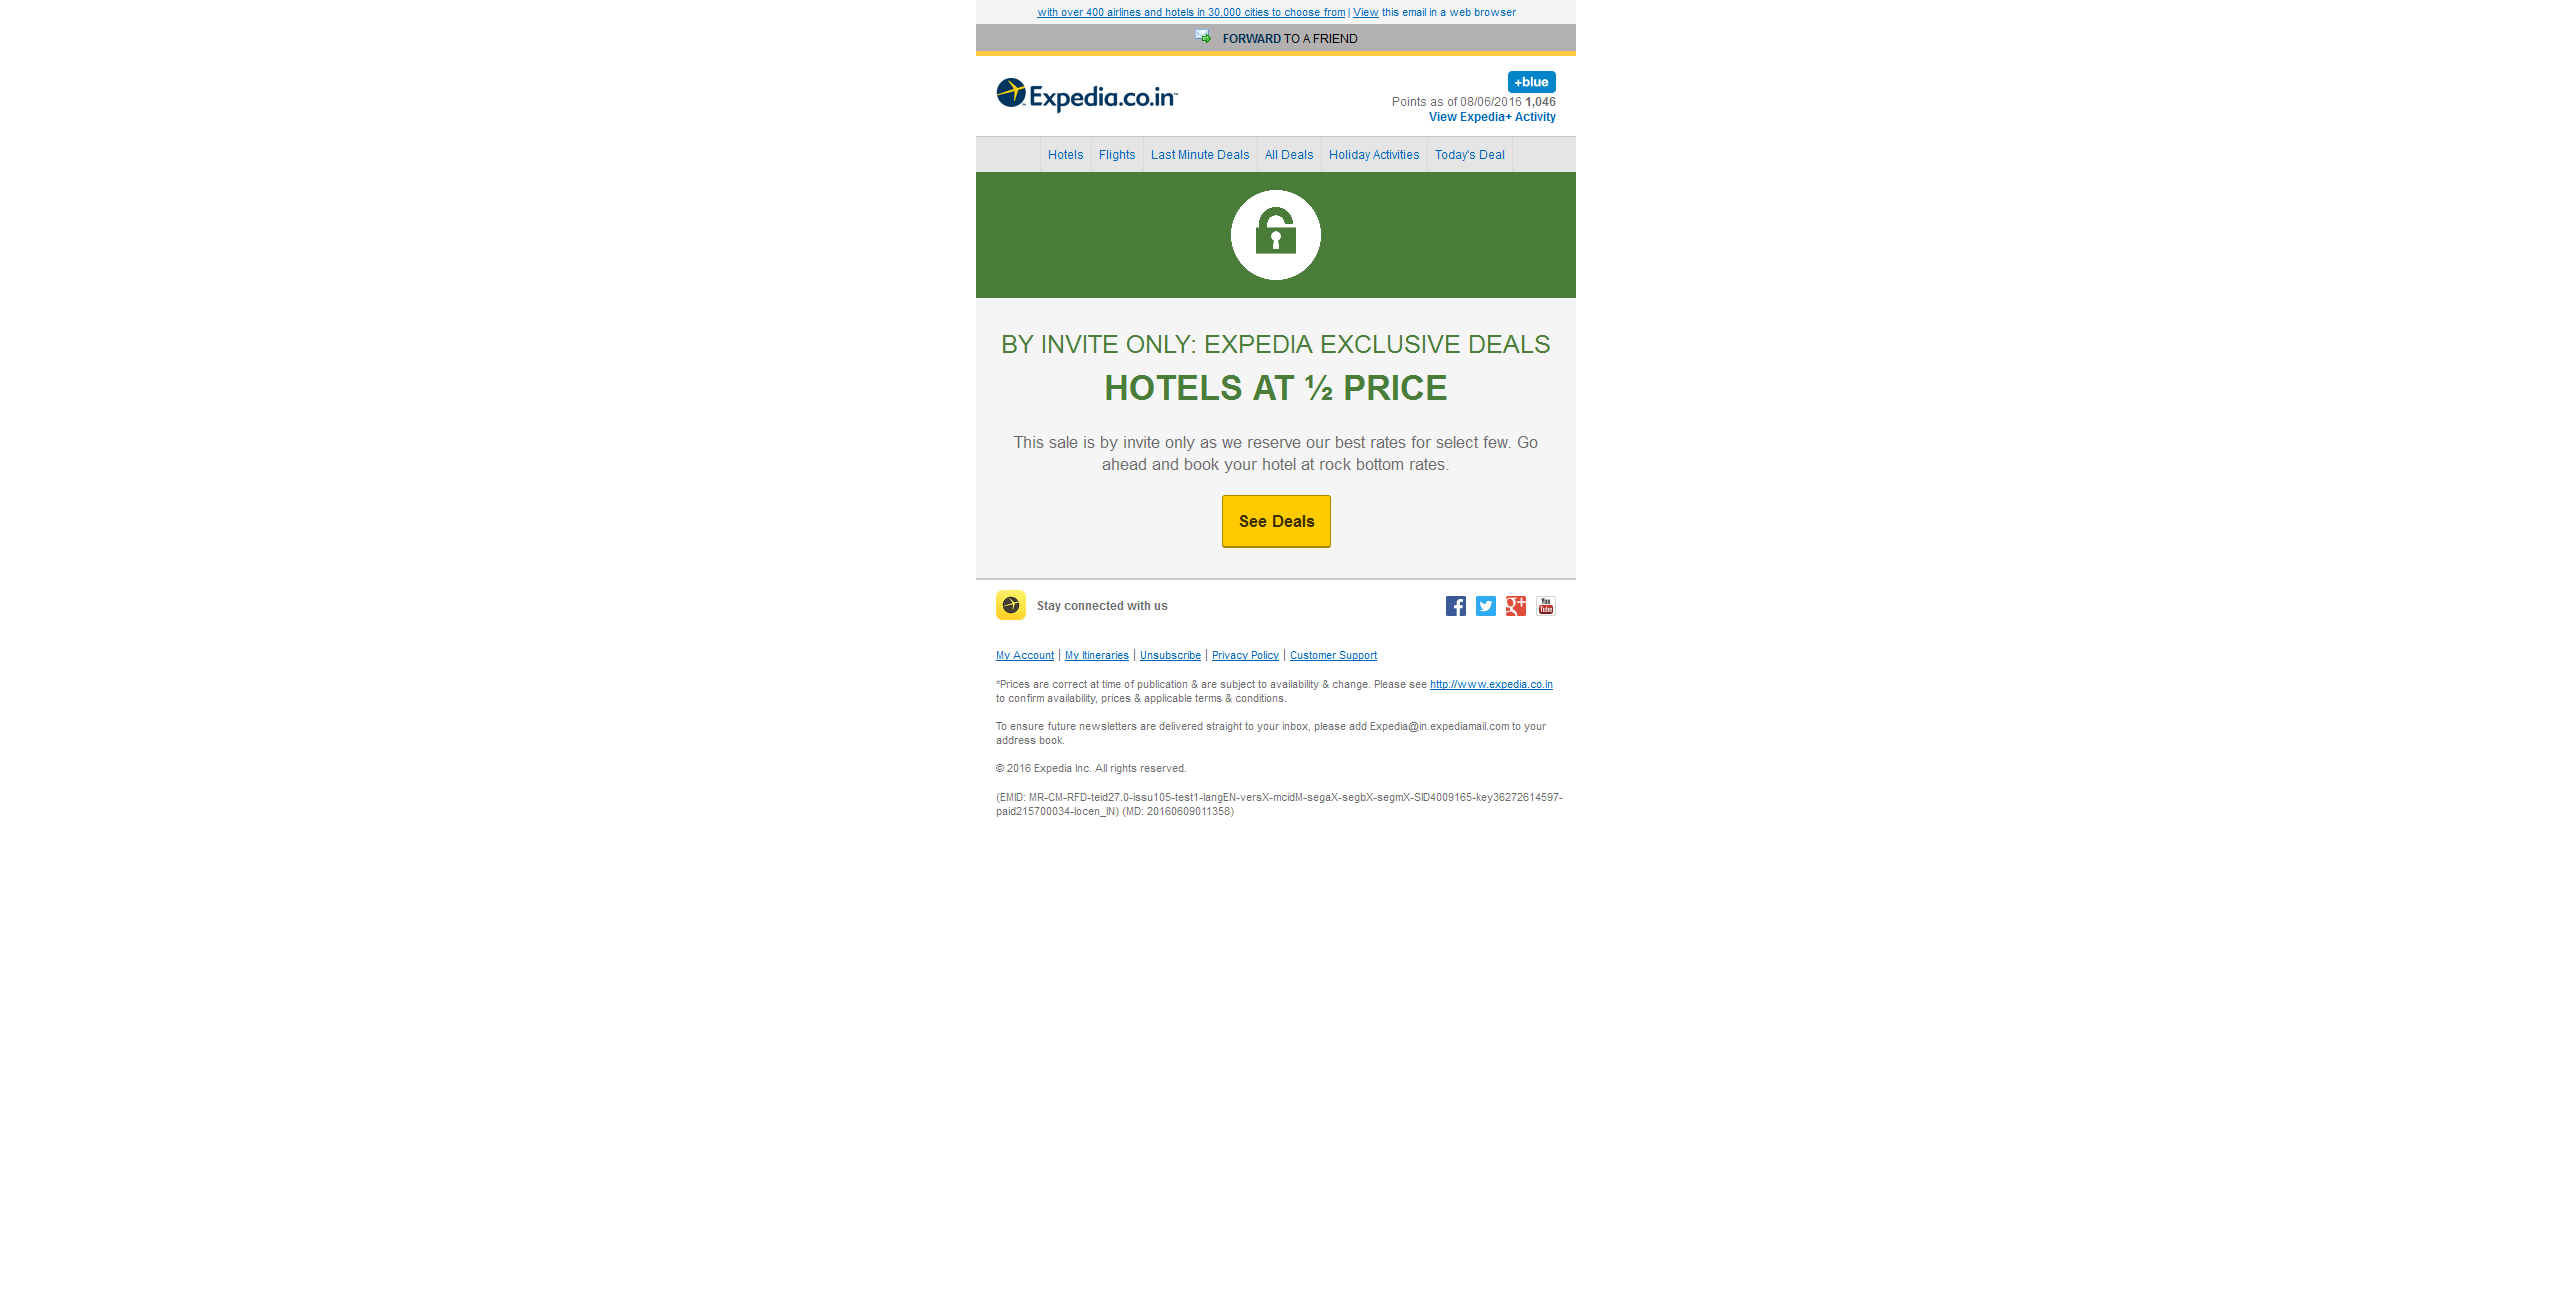 with over 400 airlines and hotels in 30,000 cities to choose from | View this email in a web browser
FORWARD TO A FRIEND
Expedia.co.in™
+blue
Points as of 08/06/2016 1,046
View Expedia+ Activity
Hotels Flights Last Minute Deals All Deals Holiday Activities Today's Deal
BY INVITE ONLY: EXPEDIA EXCLUSIVE DEALS
HOTELS AT ½ PRICE
This sale is by invite only as we reserve our best rates for select few. Go
ahead and book your hotel at rock bottom rates.
See Deals
Stay connected with us
You
Tube
My Account | My Itineraries | Unsubscribe | Privacy Policy | Customer Support
*Prices are correct at time of publication & are subject to availability & change. Please see http://www.expedia.co.in
to confirm availability, prices & applicable terms & conditions.
To ensure future newsletters are delivered straight to your inbox, please add Expedia@in.expediamail.com to your
address book.
© 2016 Expedia Inc. All rights reserved.
(EMID: MR-CM-RFD-teid27.0-issu105-test1-langEN-versX-mcidM-segaX-segbX-segmX-SID4009165-key36272614597-
paid215700034-locen_IN) (MD: 20160609011358)